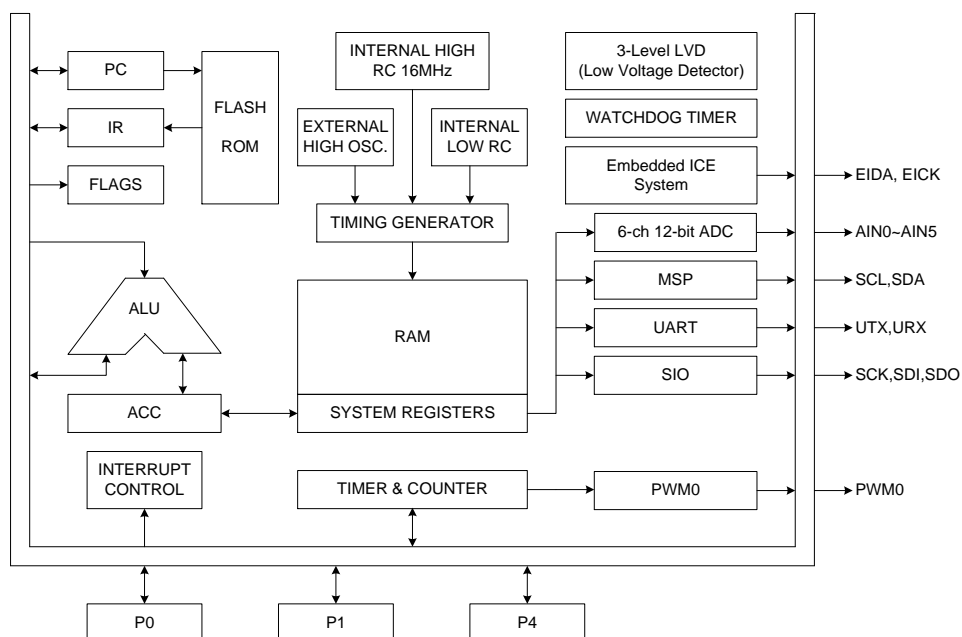 PC
IR
FLAGS
FLASH
ROM
INTERNAL HIGH
RC 16MHz
EXTERNAL
HIGH OSC.
INTERNAL
LOW RC
TIMING GENERATOR
3-Level LVD
(Low Voltage Detector)
WATCHDOG TIMER
Embedded ICE
System
EIDA, EICK
6-ch 12-bit ADC
AIN0~AIN5
MSP
SCL,SDA
UART
UTX,URX
SIO
SCK,SDI,SDO
ALU
RAM
ACC
SYSTEM REGISTERS
INTERRUPT
CONTROL
TIMER & COUNTER
PWM0
PWM0
P0
P1
P4